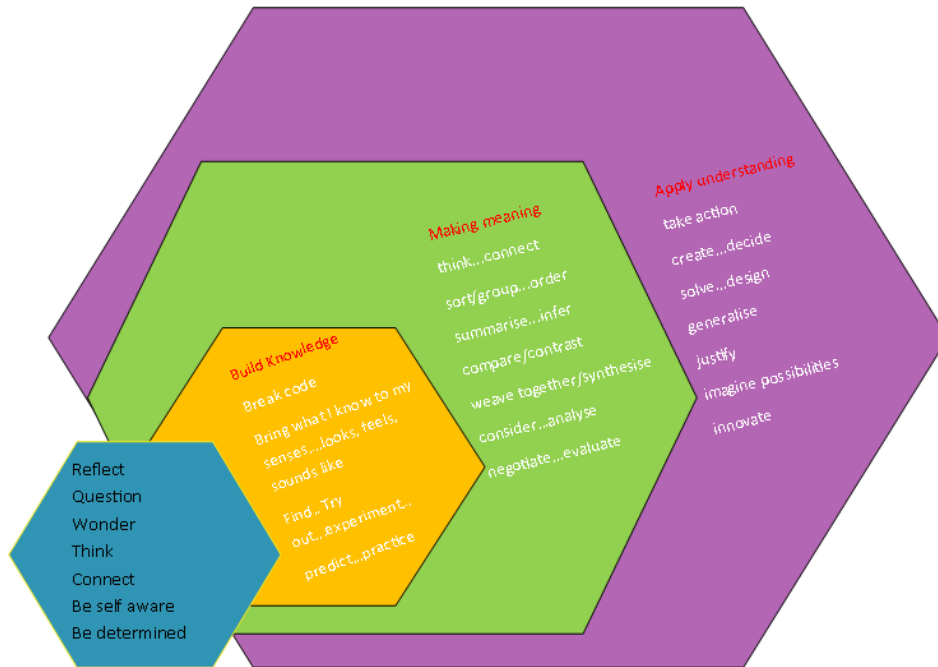 Apply understanding
take action
create...decide
solve...design
generalise
justify
imagine possibilities
innovate
Making meaning
think...connect
sort/group...order
summarise...infer
compare/contrast
weave together/synthesise
consider...analyse
negotiate...evaluate
Build Knowledge
Break code
Bring what I know to my
senses....looks, feels,
sounds like
Find.. Try
out...experiment..
predict...practice
Reflect
Question
Wonder
Think
Connect
Be self aware
Be determined